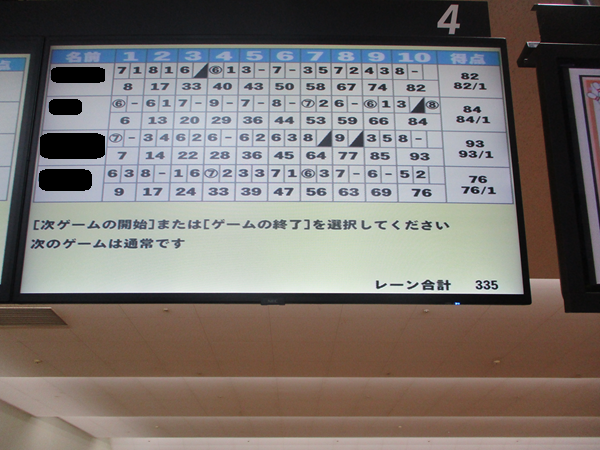 4
点
名前 1 2 3 4 5 6 7 8 9 10 得点
7 1 8 1 6 ◢ ⑥ 1 3 - 7 - 3 5 7 2 4 3 8 - 82
8 17 33 40 43 50 58 67 74 82 82/1
⑥ - 6 1 7 - 9 - 7 - 8 - ⑦ 2 6 - ⑥ 1 3 ◢ ⑧ 84
6 13 20 29 36 44 53 59 66 84 84/1
⑦ - 3 4 6 2 6 - 6 2 6 3 8 ◢ 9 ◢ 3 5 8 - 93
7 14 22 28 36 45 64 77 85 93 93/1
6 3 8 - 1 6 ⑦ 2 3 3 7 1 ⑥ 3 7 - 6 - 5 2 76
9 17 24 33 39 47 56 63 69 76 76/1
[次ゲームの開始]または[ゲームの終了]を選択してください
次のゲームは通常です
レーン合計 335